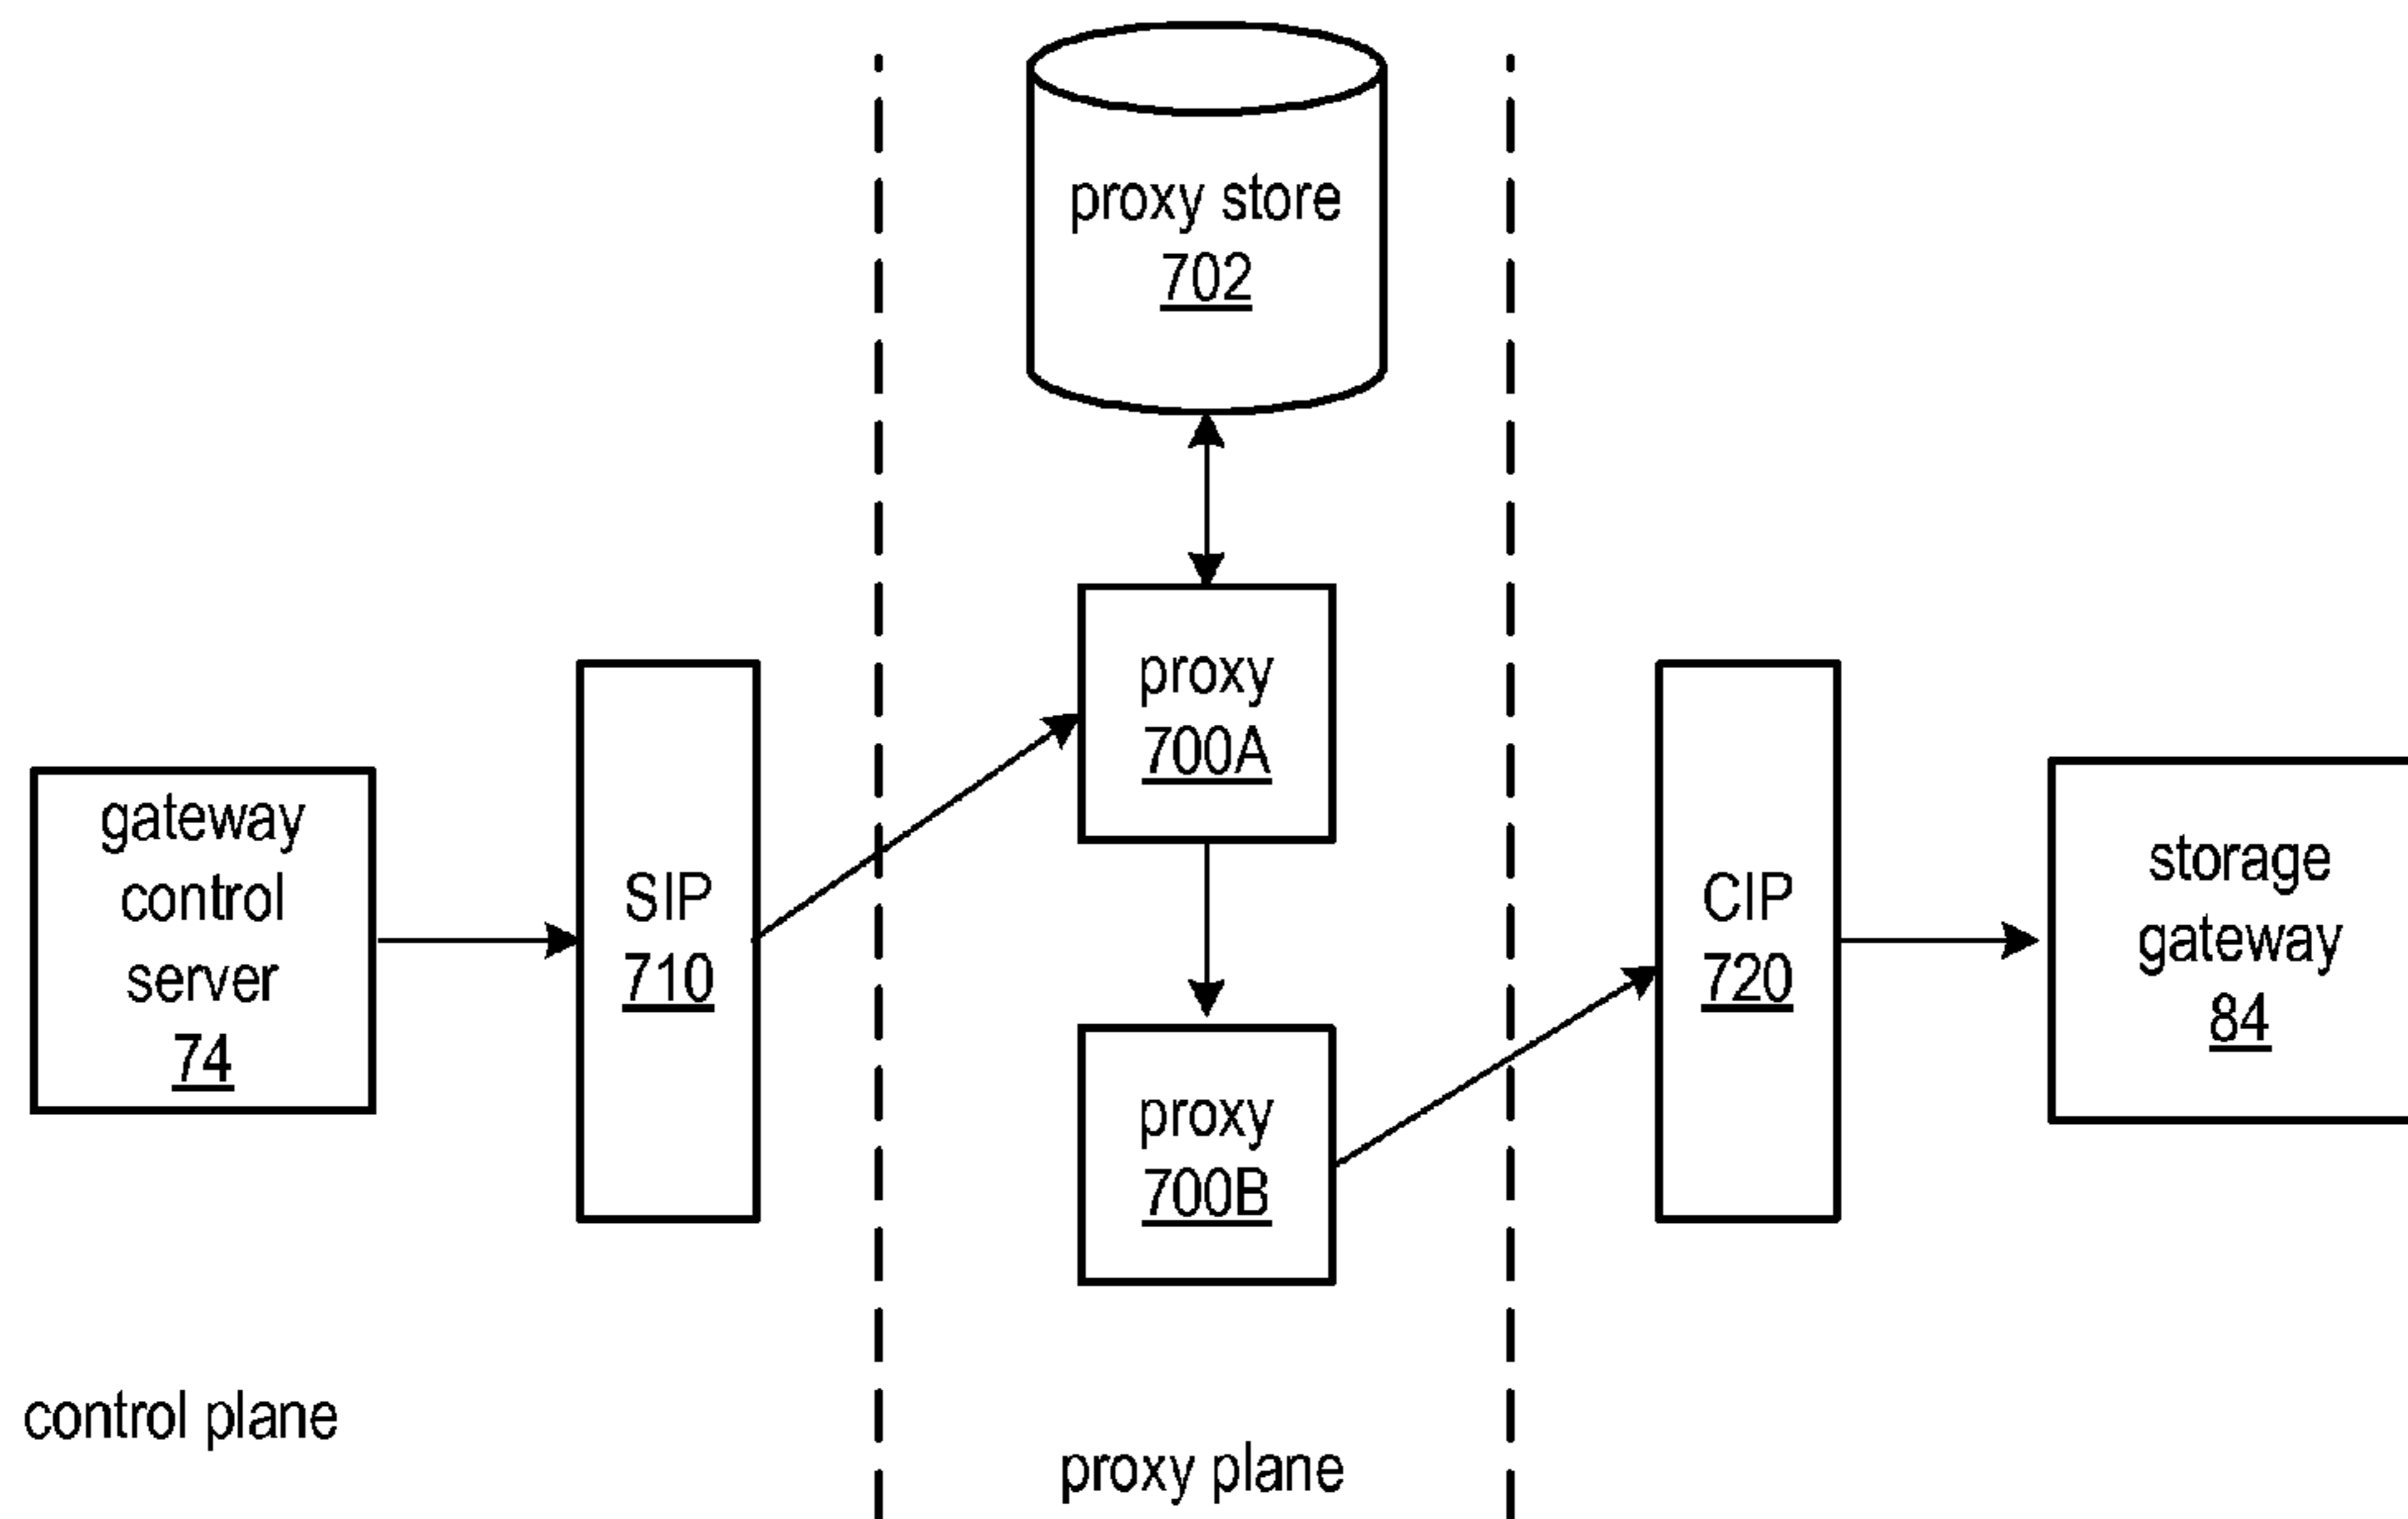 proxy store
702
proxy
700A
gateway
control
server
74
SIP
710
proxy
700B
CIP
720
storage
gateway
84
control plane
proxy plane